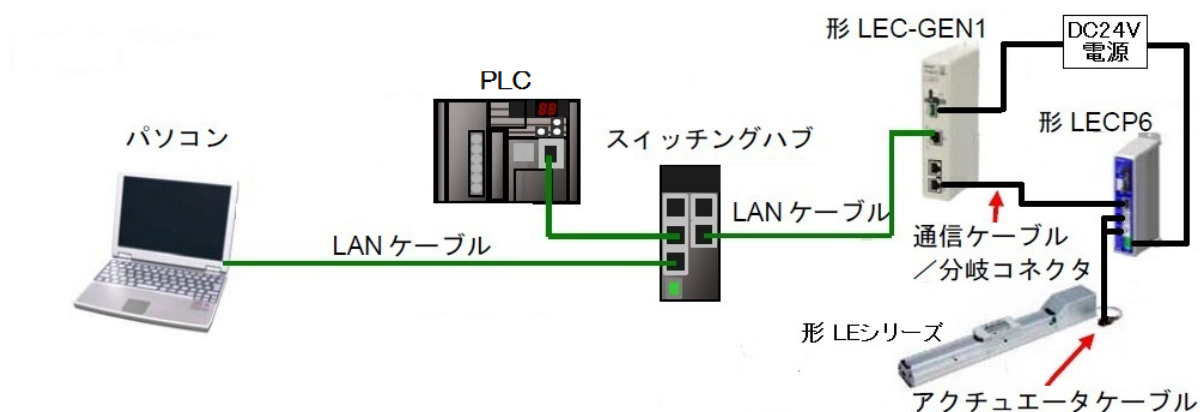 形 LEC-GEN1
DC24V
電源
PLC
88
形 LECP6
パソコン
スイッチングハブ
LAN ケーブル
LAN ケーブル
通信ケーブル
／分岐コネクタ
形 LEシリーズ
アクチュエータケーブル